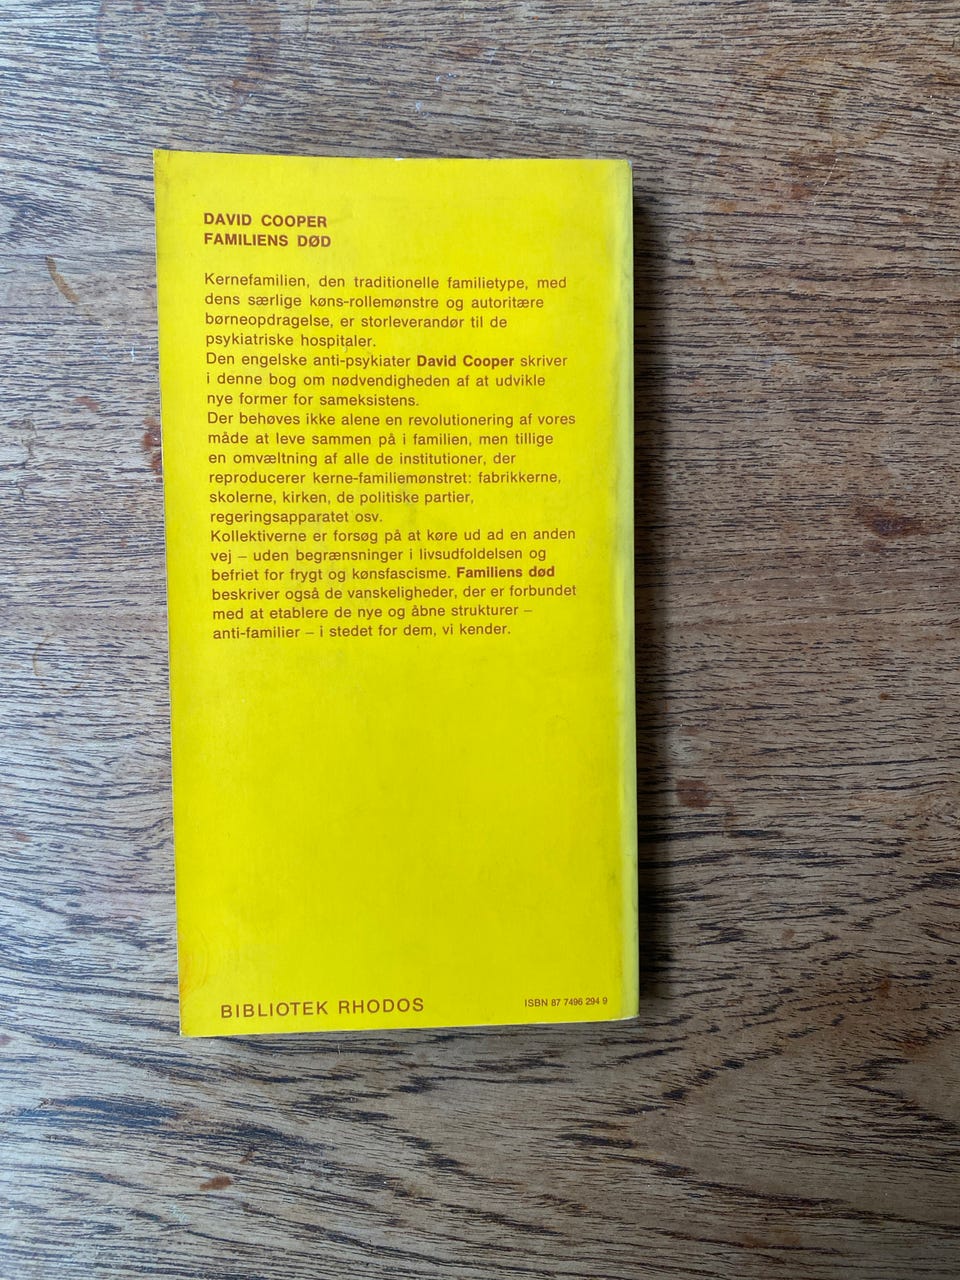 DAVID COOPER
FAMILIENS DØD
Kernefamilien, den traditionelle familietype, med
dens særlige køns-rollemønstre og autoritære
børneopdragelse, er storleverandør til de
psykiatriske hospitaler.
Den engelske anti-psykiater David Cooper skriver
i denne bog om nødvendigheden af at udvikle
nye former for sameksistens.
Der behøves ikke alene en revolutionering af vores
måde at leve sammen på i familien, men tillige
en omvæltning af alle de institutioner, der
reproducerer kerne-familiemønstret: fabrikkerne,
skolerne, kirken, de politiske partier,
regeringsapparatet osv.
Kollektiverne er forsøg på at køre ud ad en anden
vej – uden begrænsninger i livsudfoldelsen og
befriet for frygt og kønsfascisme. Familiens død
beskriver også de vanskeligheder, der er forbundet
med at etablere de nye og åbne strukturer –
anti-familier – i stedet for dem, vi kender.
BIBLIOTEK RHODOS
ISBN 87 7496 294 9